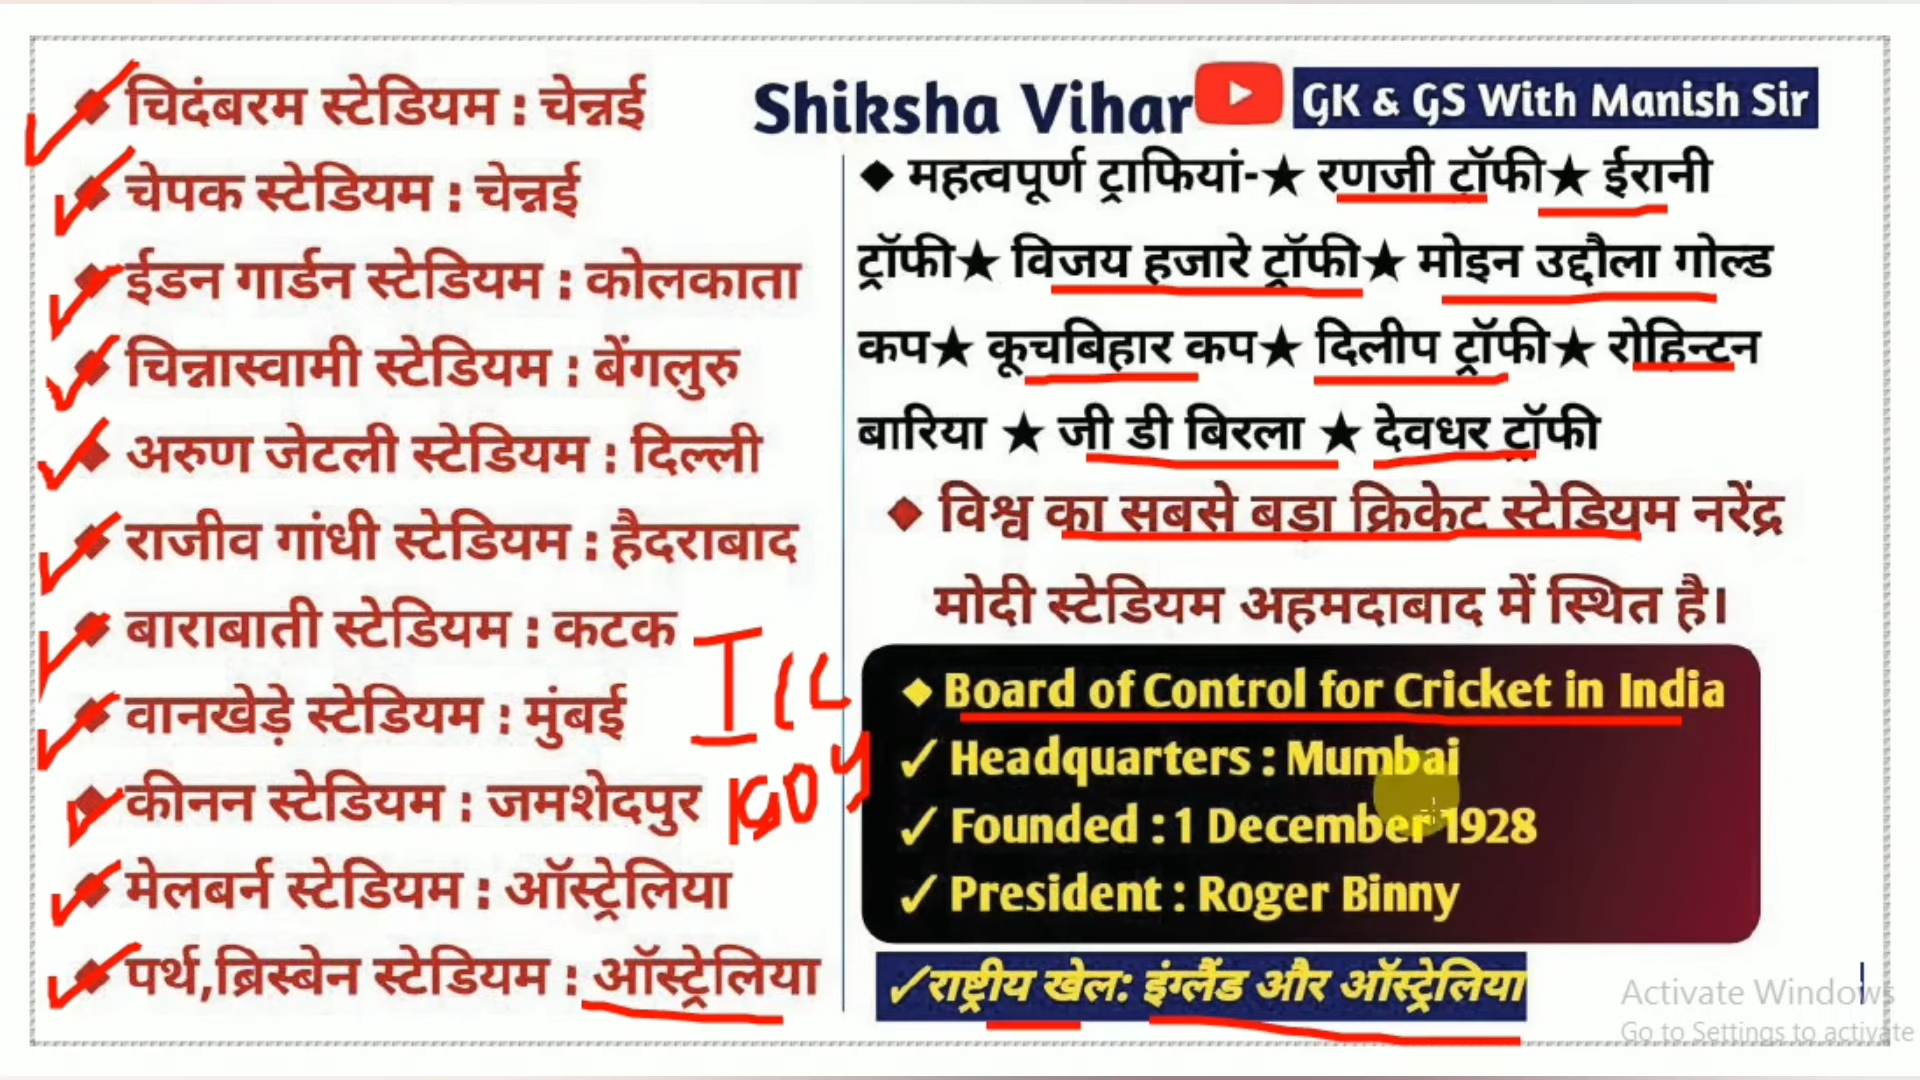 Shiksha Vihar GK & GS With Manish Sir
◆ चिदंबरम स्टेडियम : चेन्नई
◆ चेपक स्टेडियम : चेन्नई
◆ ईडन गार्डन स्टेडियम : कोलकाता
◆ चिन्नास्वामी स्टेडियम : बेंगलुरु
◆ अरुण जेटली स्टेडियम : दिल्ली
◆ राजीव गांधी स्टेडियम : हैदराबाद
◆ बाराबाती स्टेडियम : कटक
◆ वानखेड़े स्टेडियम : मुंबई
◆ कीनन स्टेडियम : जमशेदपुर
◆ मेलबर्न स्टेडियम : ऑस्ट्रेलिया
◆ पर्थ,ब्रिस्बेन स्टेडियम : ऑस्ट्रेलिया
◆ महत्वपूर्ण ट्राफियां-★ रणजी ट्रॉफी★ ईरानी
ट्रॉफी★ विजय हजारे ट्रॉफी★ मोइन उद्दौला गोल्ड
कप★ कूचबिहार कप★ दिलीप ट्रॉफी★ रोहिन्टन
बारिया ★ जी डी बिरला ★ देवधर ट्रॉफी
◆ विश्व का सबसे बड़ा क्रिकेट स्टेडियम नरेंद्र
मोदी स्टेडियम अहमदाबाद में स्थित है।
ICC
1909
◆ Board of Control for Cricket in India
✓ Headquarters : Mumbai
✓ Founded : 1 December 1928
✓ President : Roger Binny
✓राष्ट्रीय खेल: इंग्लैंड और ऑस्ट्रेलिया
Activate Windows
Go to Settings to activate